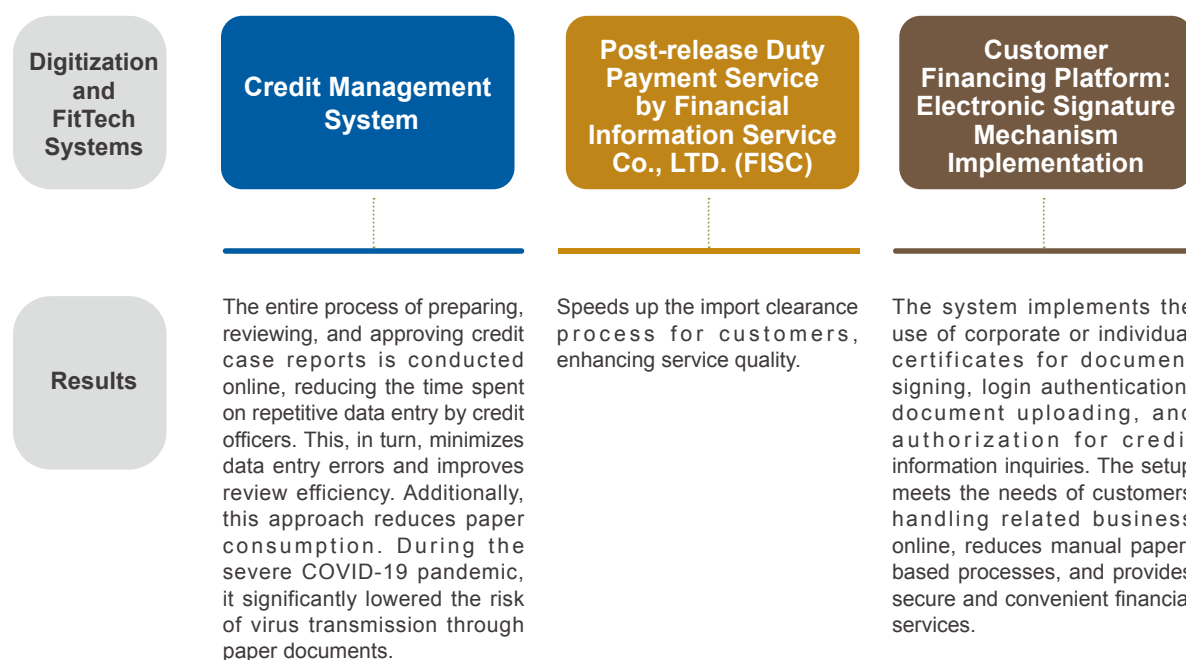 Digitization
and
FitTech
Systems
Credit Management
System
Post-release Duty
Payment Service
by Financial
Information Service
Co., LTD. (FISC)
Customer
Financing Platform:
Electronic Signature
Mechanism
Implementation
Results
The entire process of preparing,
reviewing, and approving credit
case reports is conducted
online, reducing the time spent
on repetitive data entry by credit
officers. This, in turn, minimizes
data entry errors and improves
review efficiency. Additionally,
this approach reduces paper
consumption. During the
severe COVID-19 pandemic,
it significantly lowered the risk
of virus transmission through
paper documents.
Speeds up the import clearance
process for customers,
enhancing service quality.
The system implements the
use of corporate or individua
certificates for documen
signing, login authentication
document uploading, and
authorization for credi
information inquiries. The setup
meets the needs of customers
handling related business
online, reduces manual paper
based processes, and provides
secure and convenient financia
services.